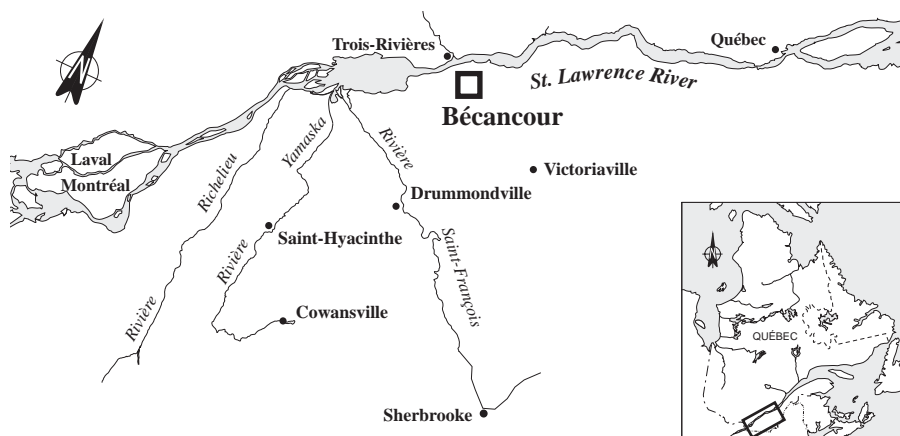 Trois-Rivières
Québec
St. Lawrence River
Bécancour
Laval
Montréal
Rivière Richelieu
Rivière Yamaska
Rivière Saint-François
Victoriaville
Drummondville
Saint-Hyacinthe
Cowansville
Sherbrooke
QUÉBEC